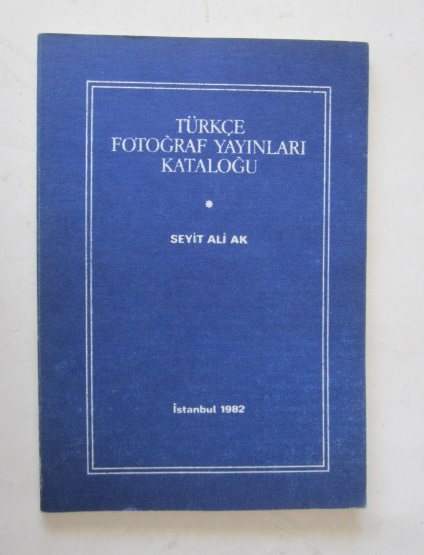 TÜRKÇE
FOTOĞRAF YAYINLARI
KATALOĞU
*
SEYİT ALİ AK
İstanbul 1982